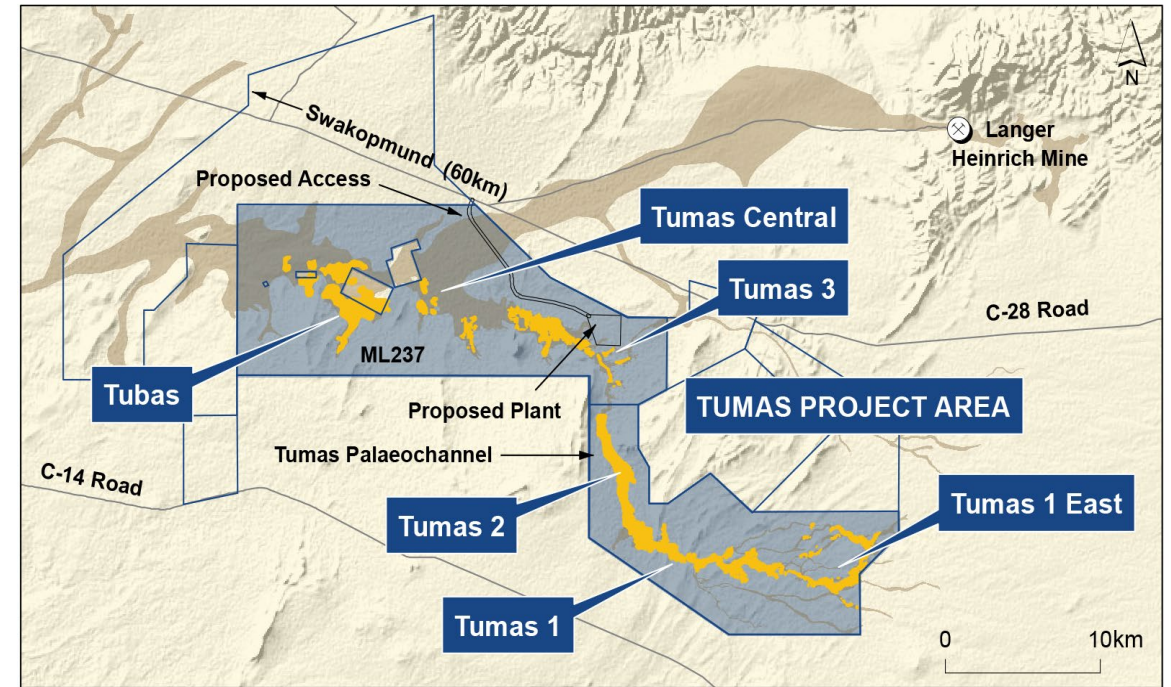 N
Langer
Heinrich Mine
Swakopmund (60km)
Proposed Access
Tumas Central
Tumas 3
C-28 Road
ML237
Tubas
Proposed Plant
TUMAS PROJECT AREA
Tumas Palaeochannel
C-14 Road
Tumas 2
Tumas 1 East
Tumas 1
0 10km